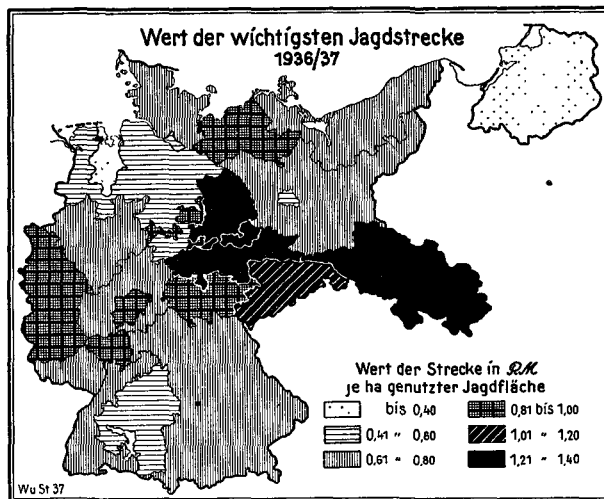 Wert der wichtigsten Jagdstrecke
1936/37
Wert der Strecke in RM
je ha genutzter Jagdfläche
bis 0,40
0,41 " 0,60
0,61 " 0,80
0,81 bis 1,00
1,01 " 1,20
1,21 " 1,40
Wu St 37